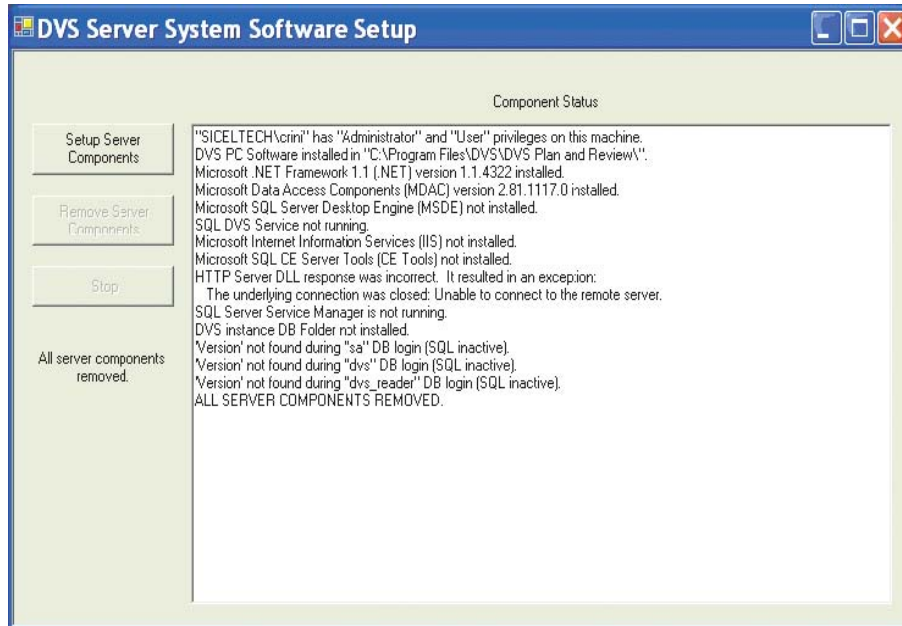 DVS Server System Software Setup
Component Status
Setup Server
Components
Remove Server
Components
Stop
All server components
removed.
"SICELTECH\crini" has "Administrator" and "User" privileges on this machine.
DVS PC Software installed in "C:\Program Files\DVS\DVS Plan and Review\".
Microsoft .NET Framework 1.1 (.NET) version 1.1.4322 installed.
Microsoft Data Access Components (MDAC) version 2.81.1117.0 installed.
Microsoft SQL Server Desktop Engine (MSDE) not installed.
SQL DVS Service not running.
Microsoft Internet Information Services (IIS) not installed.
Microsoft SQL CE Server Tools (CE Tools) not installed.
HTTP Server DLL response was incorrect. It resulted in an exception:
The underlying connection was closed: Unable to connect to the remote server.
SQL Server Service Manager is not running.
DVS instance DB Folder not installed.
'Version' not found during "sa" DB login (SQL inactive).
'Version' not found during "dvs" DB login (SQL inactive).
'Version' not found during "dvs_reader" DB login (SQL inactive).
ALL SERVER COMPONENTS REMOVED.